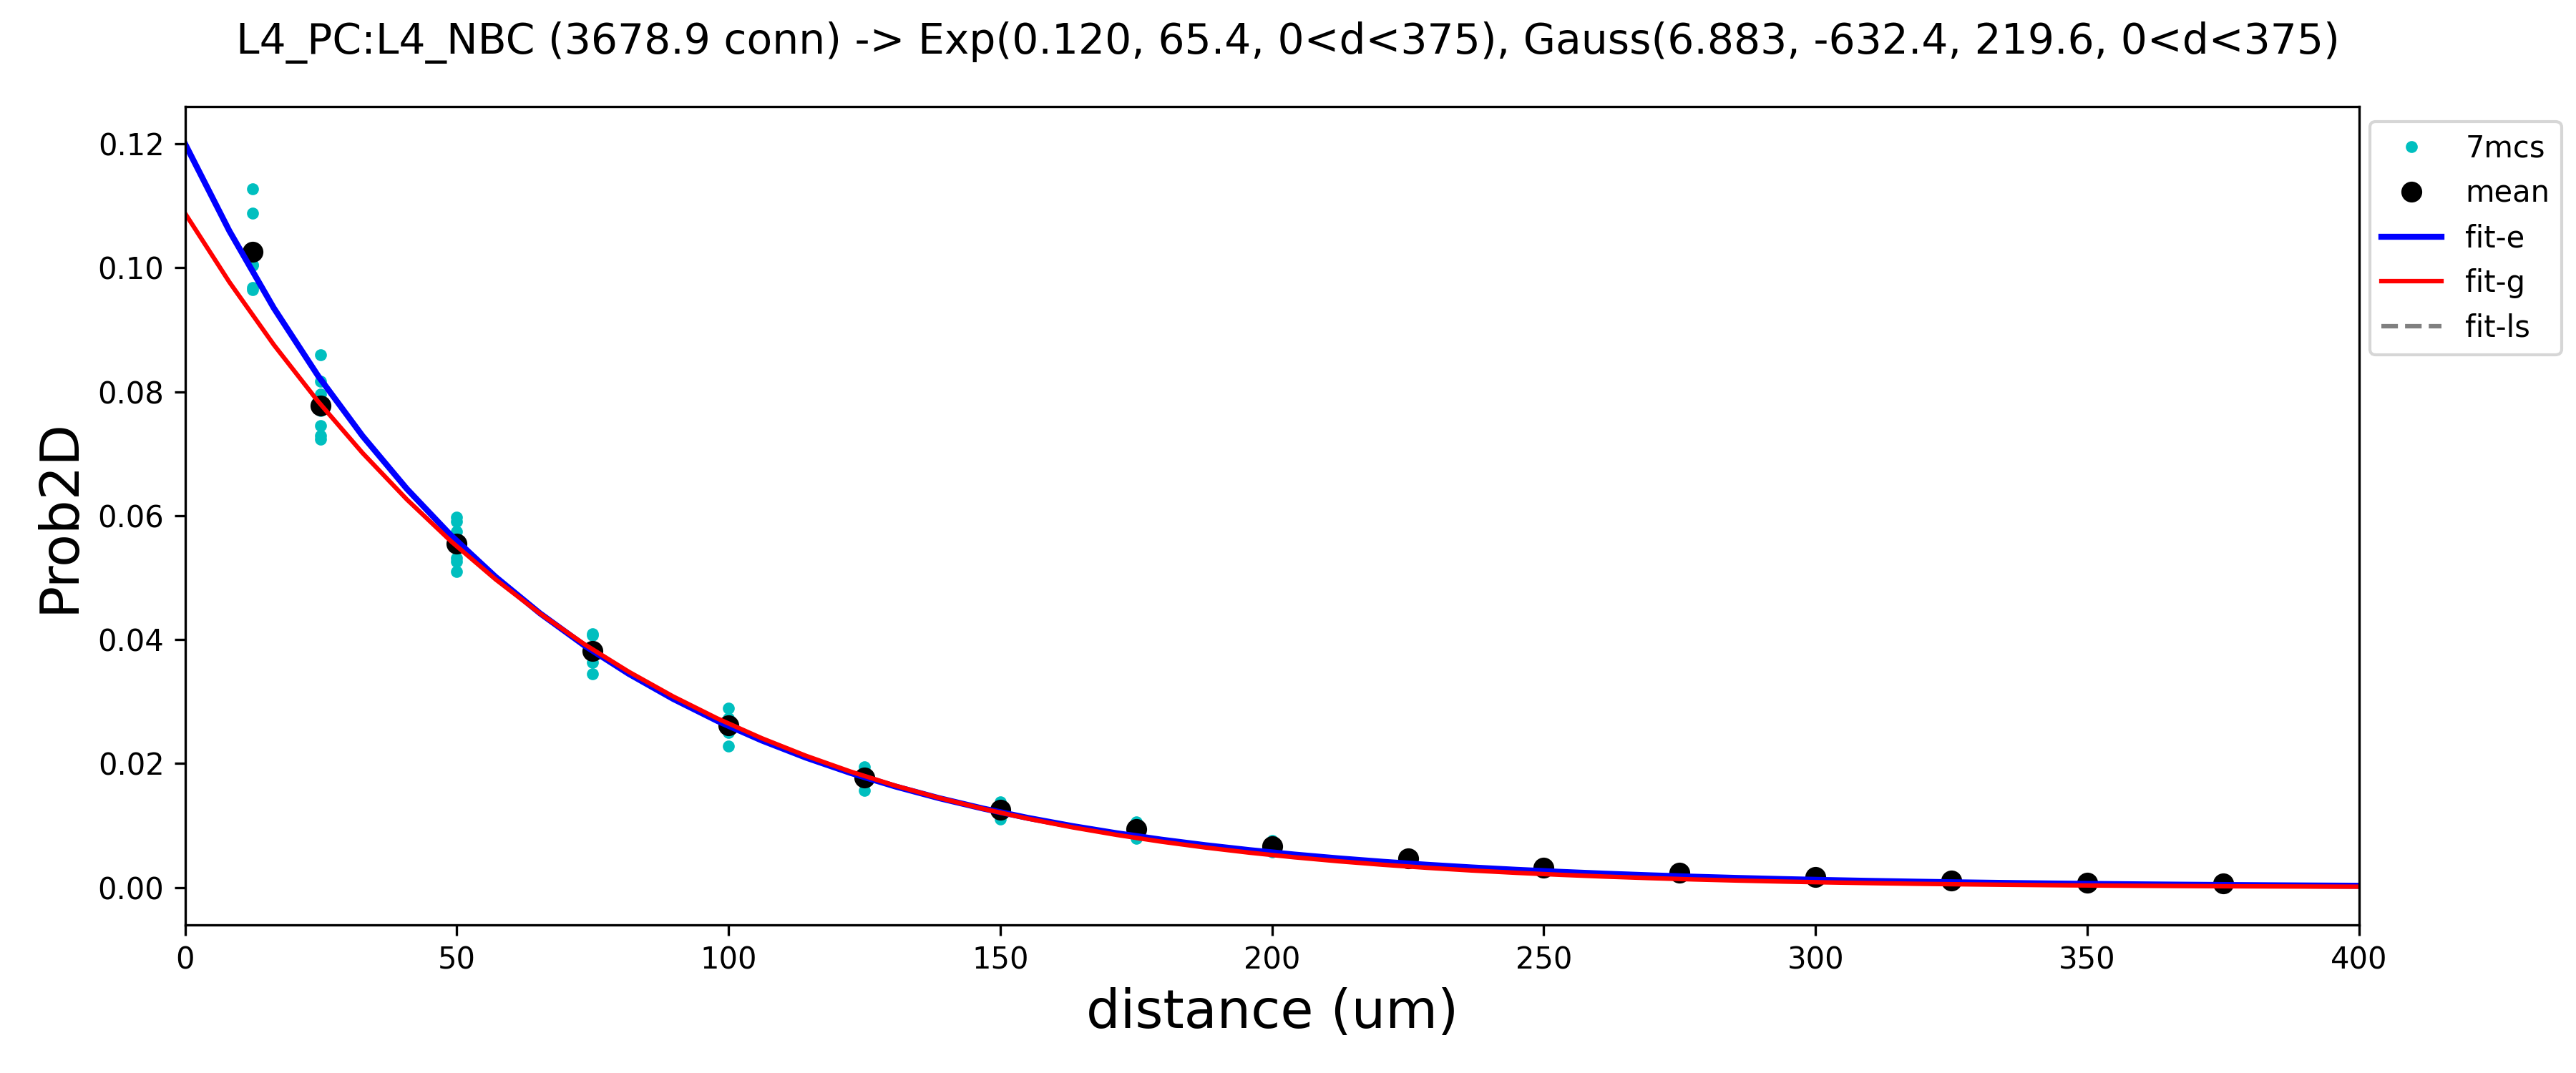 L4_PC:L4_NBC (3678.9 conn) -> Exp(0.120, 65.4, 0<d<375), Gauss(6.883, -632.4, 219.6, 0<d<375)
7mcs
mean
fit-e
fit-g
fit-ls
Prob2D
0.12
0.10
0.08
0.06
0.04
0.02
0.00
0 50 100 150 200 250 300 350 400
distance (um)